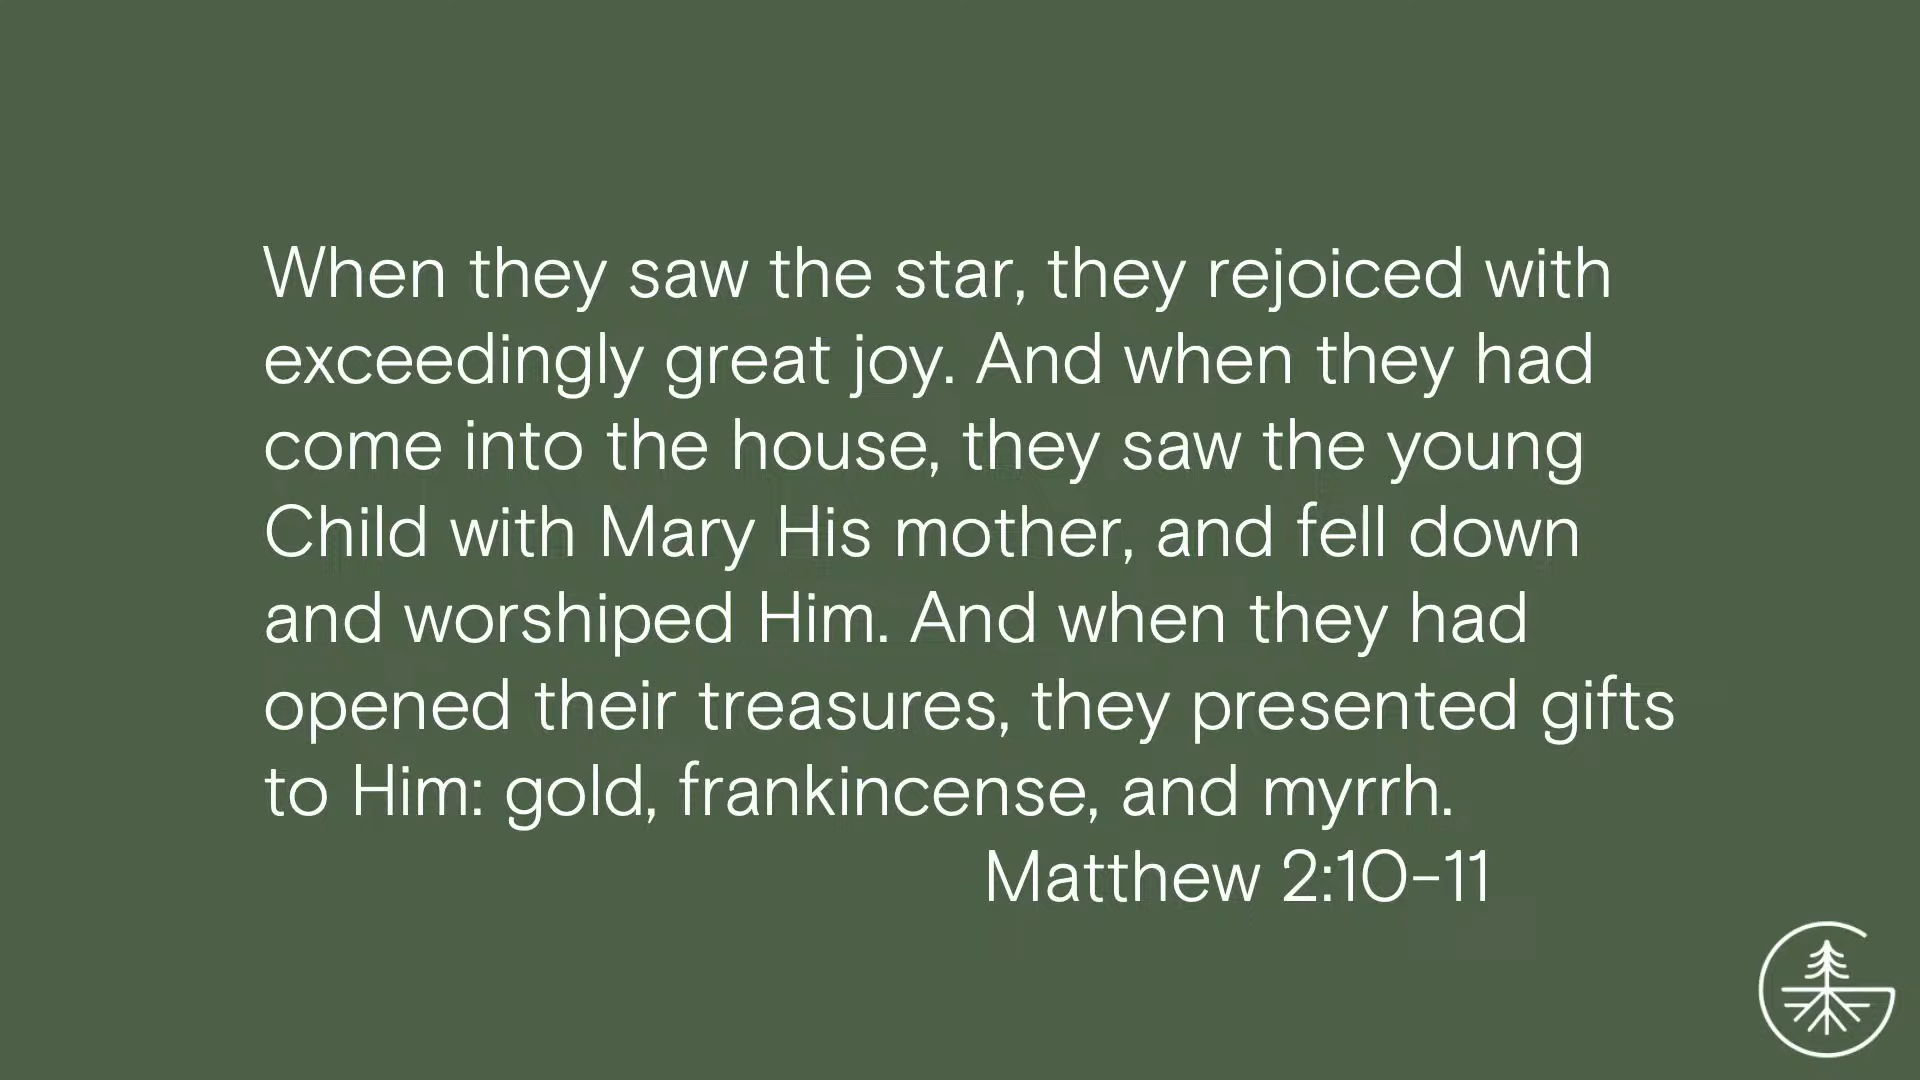 When they saw the star, they rejoiced with
exceedingly great joy. And when they had
come into the house, they saw the young
Child with Mary His mother, and fell down
and worshiped Him. And when they had
opened their treasures, they presented gifts
to Him: gold, frankincense, and myrrh.
Matthew 2:10–11